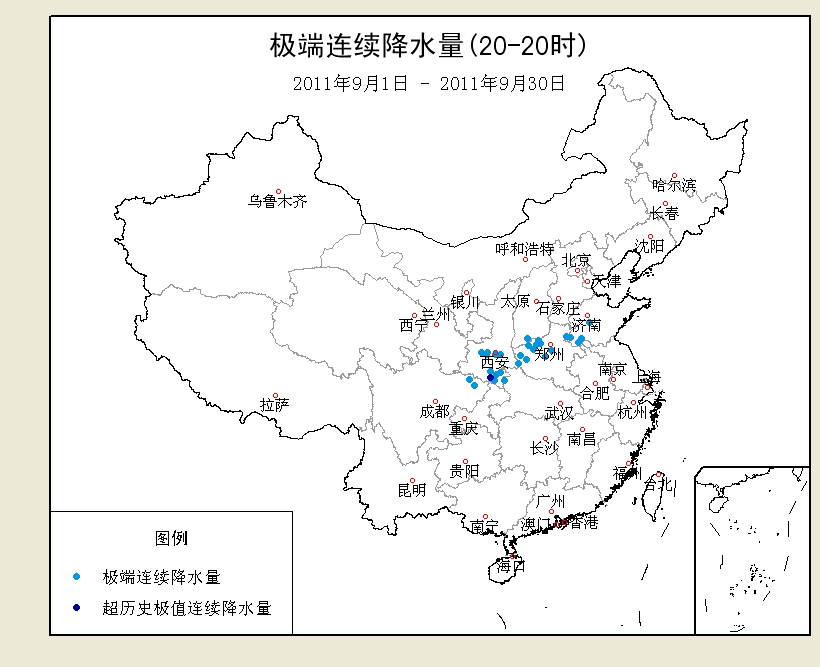 极端连续降水量(20-20时)
2011年9月1日 - 2011年9月30日
哈尔滨
乌鲁木齐
长春
沈阳
呼和浩特
北京
天津
银川
太原
石家庄
兰州
西宁
济南
郑州
西安
南京
上海
合肥
拉萨
成都
武汉
杭州
重庆
南昌
长沙
贵阳
福州
台北
昆明
广州
南宁
澳门
香港
海口
图例
极端连续降水量
超历史极值连续降水量